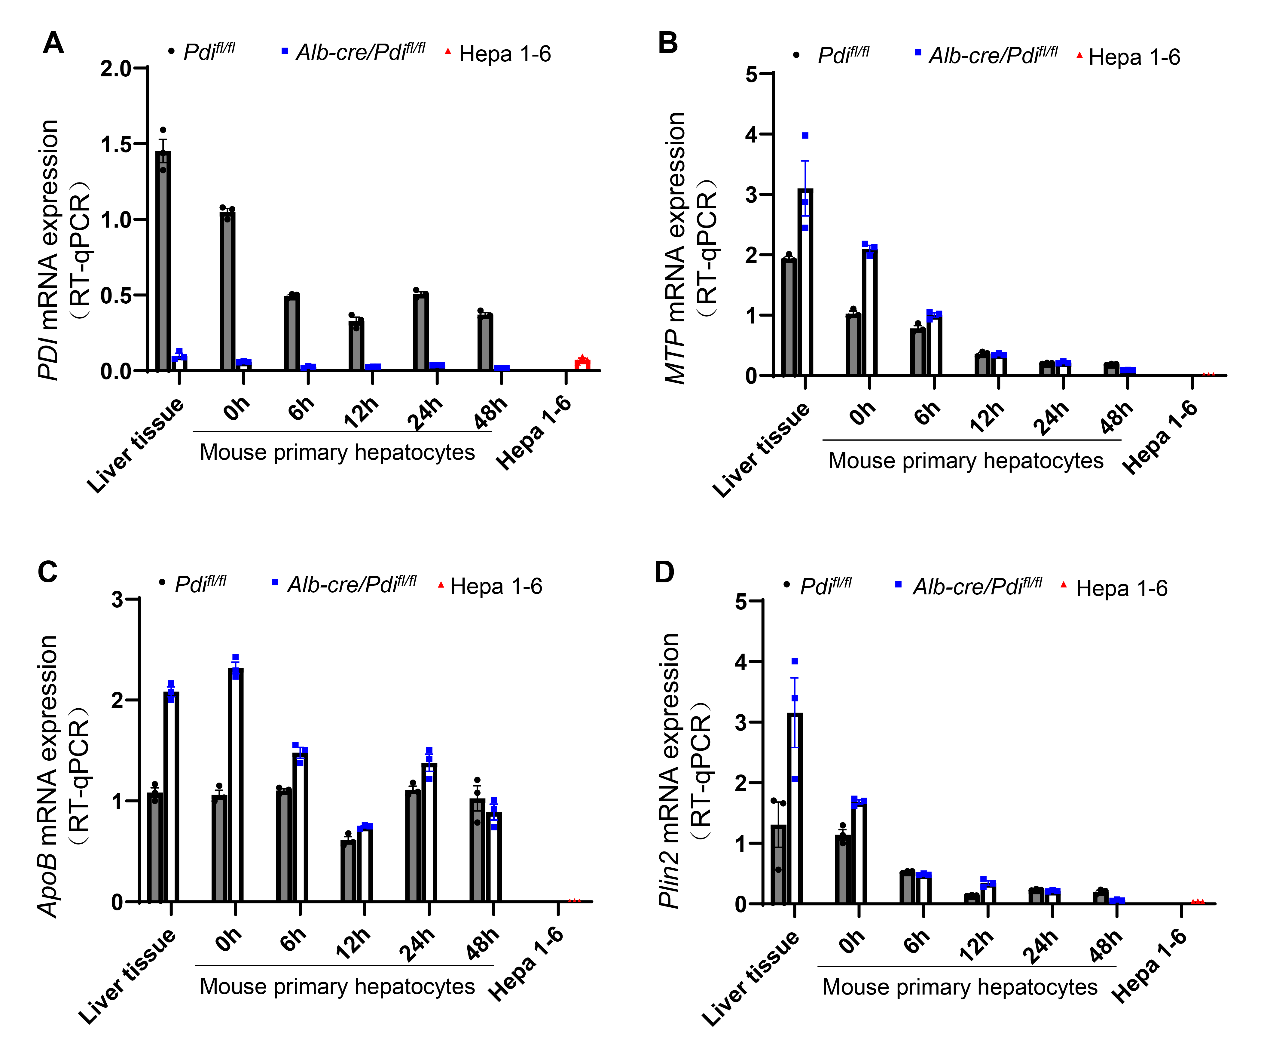 A
Pdifl/fl Alb-cre/Pdifl/fl Hepa 1-6
PDI mRNA expression
（RT-qPCR）
2.0
1.5
1.0
0.5
0.0
Liver tissue 0h 6h 12h 24h 48h Hepa 1-6
Mouse primary hepatocytes
B
Pdifl/fl Alb-cre/Pdifl/fl Hepa 1-6
MTP mRNA expression
（RT-qPCR）
5
4
3
2
1
0
Liver tissue 0h 6h 12h 24h 48h Hepa 1-6
Mouse primary hepatocytes
C
Pdifl/fl Alb-cre/Pdifl/fl Hepa 1-6
ApoB mRNA expression
（RT-qPCR）
3
2
1
0
Liver tissue 0h 6h 12h 24h 48h Hepa 1-6
Mouse primary hepatocytes
D
Pdifl/fl Alb-cre/Pdifl/fl Hepa 1-6
Plin2 mRNA expression
（RT-qPCR）
5
4
3
2
1
0
Liver tissue 0h 6h 12h 24h 48h Hepa 1-6
Mouse primary hepatocytes